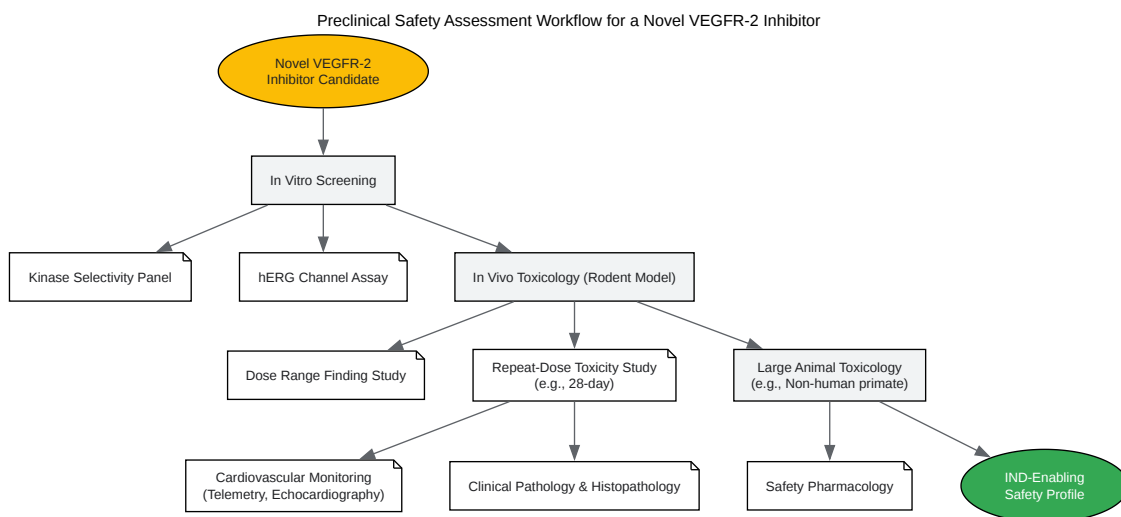 Preclinical Safety Assessment Workflow for a Novel VEGFR-2 Inhibitor
Novel VEGFR-2
Inhibitor Candidate
In Vitro Screening
Kinase Selectivity Panel
hERG Channel Assay
In Vivo Toxicology (Rodent Model)
Dose Range Finding Study
Repeat-Dose Toxicity Study
(e.g., 28-day)
Large Animal Toxicology
(e.g., Non-human primate)
Cardiovascular Monitoring
(Telemetry, Echocardiography)
Clinical Pathology & Histopathology
Safety Pharmacology
IND-Enabling
Safety Profile